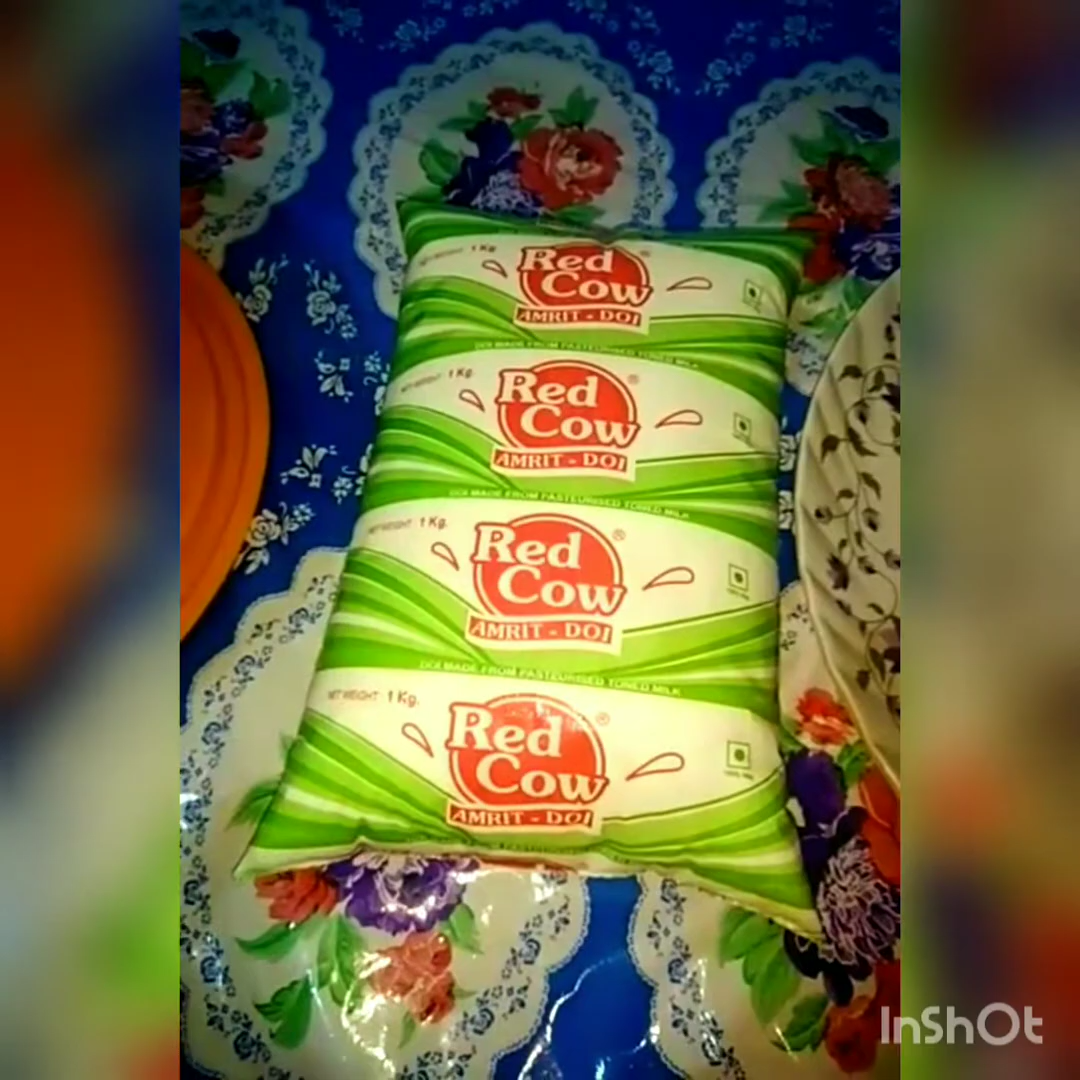 NET WEIGHT : 1 Kg
Red ®
Cow
AMRIT - DOI
DOI MADE FROM PASTEURISED TONED MILK
NET WEIGHT : 1 Kg.
Red ®
Cow
AMRIT - DOI
DOI MADE FROM PASTEURISED TONED MILK
NET WEIGHT : 1 Kg.
Red ®
Cow
AMRIT - DOI
DOI MADE FROM PASTEURISED TONED MILK
NET WEIGHT : 1 Kg.
Red ®
Cow
AMRIT - DOI
InShOt